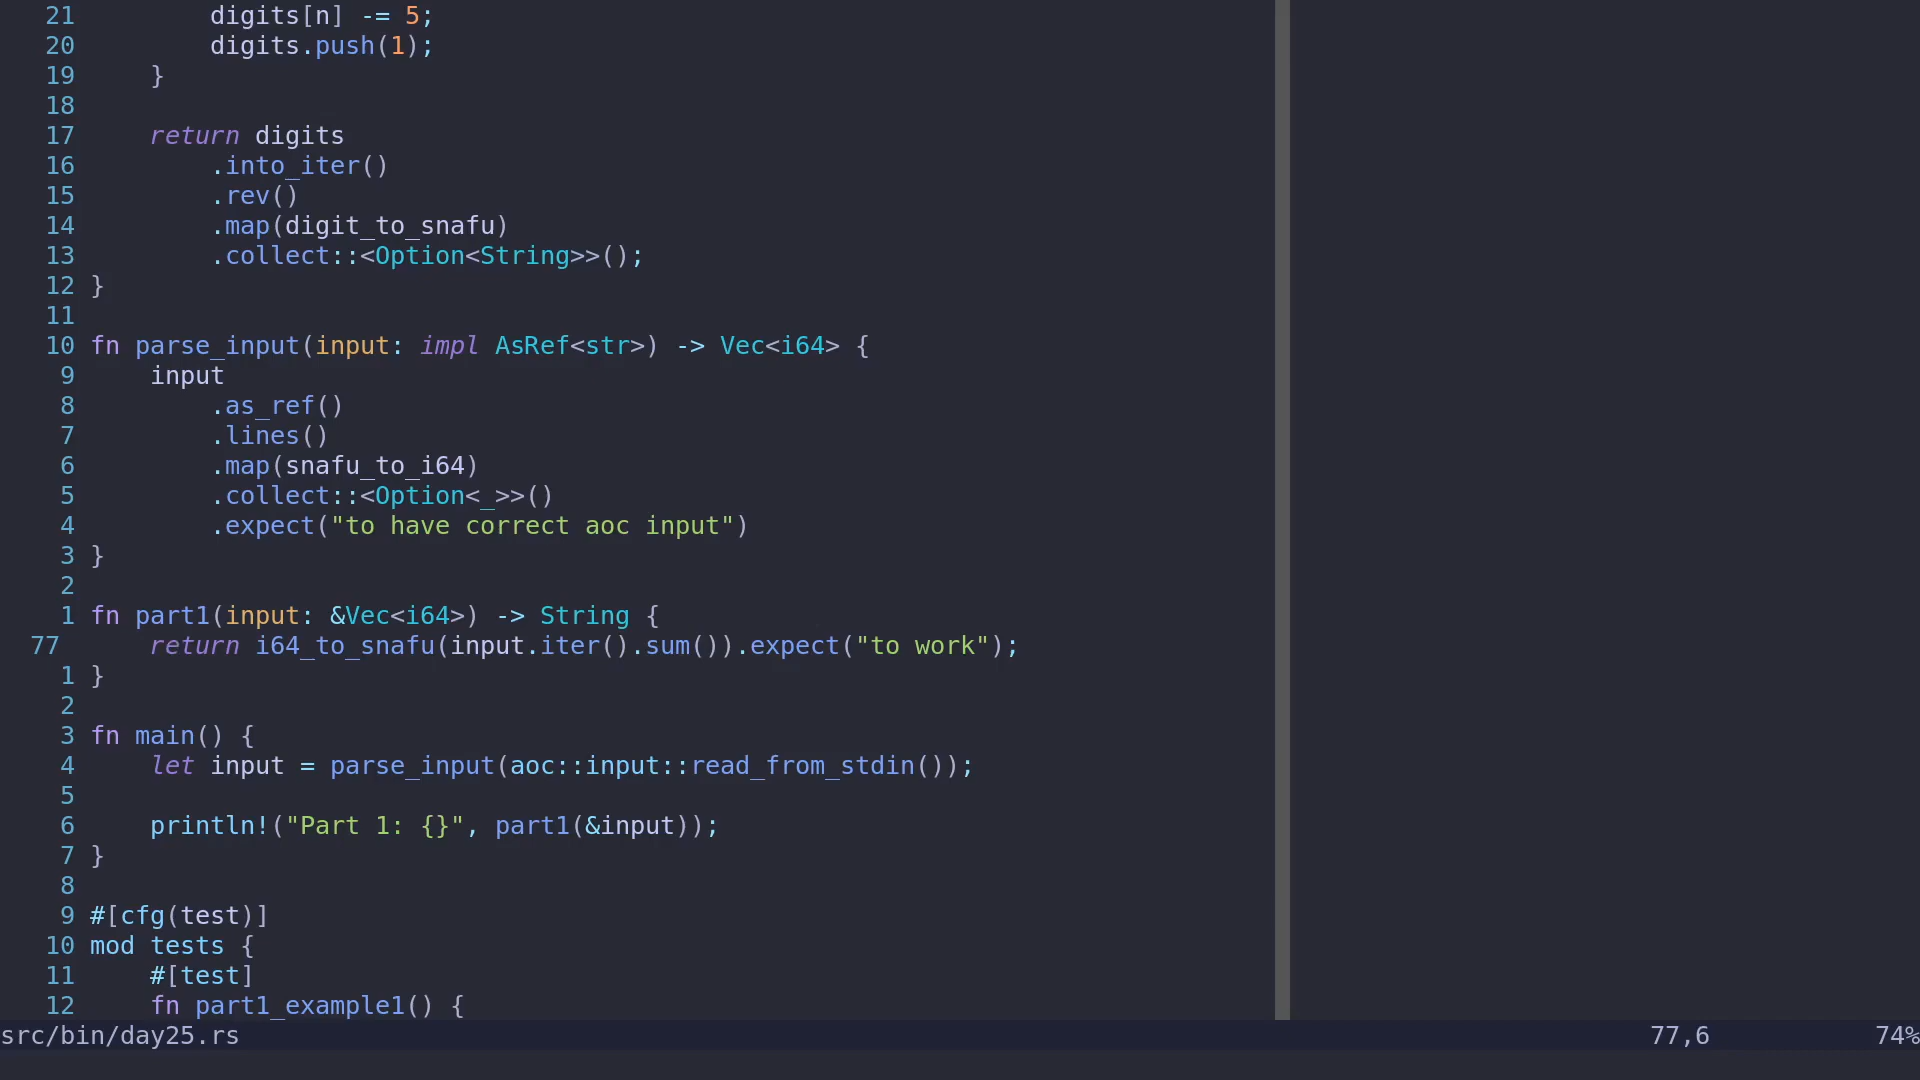 21         digits[n] -= 5;
20         digits.push(1);
19     }
18
17     return digits
16         .into_iter()
15         .rev()
14         .map(digit_to_snafu)
13         .collect::<Option<String>>();
12 }
11
10 fn parse_input(input: impl AsRef<str>) -> Vec<i64> {
9     input
8         .as_ref()
7         .lines()
6         .map(snafu_to_i64)
5         .collect::<Option<_>>()
4         .expect("to have correct aoc input")
3 }
2
1 fn part1(input: &Vec<i64>) -> String {
77     return i64_to_snafu(input.iter().sum()).expect("to work");
1 }
2
3 fn main() {
4     let input = parse_input(aoc::input::read_from_stdin());
5
6     println!("Part 1: {}", part1(&input));
7 }
8
9 #[cfg(test)]
10 mod tests {
11     #[test]
12     fn part1_example1() {
src/bin/day25.rs 77,6 74%